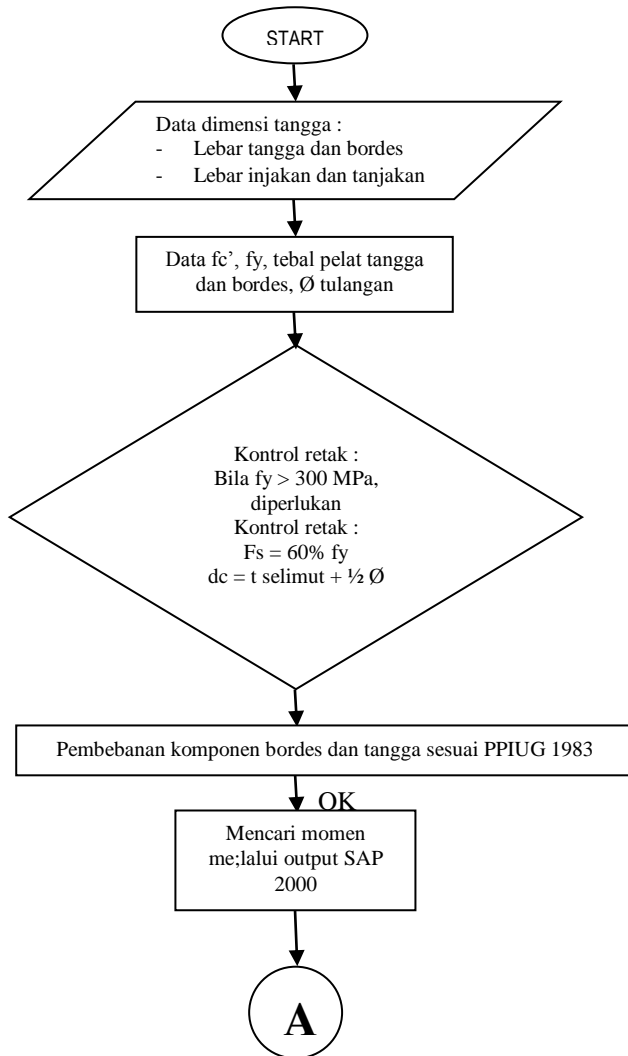 START
Data dimensi tangga :
- Lebar tangga dan bordes
- Lebar injakan dan tanjakan
Data fc’, fy, tebal pelat tangga
dan bordes, Ø tulangan
Kontrol retak :
Bila fy > 300 MPa,
diperlukan
Kontrol retak :
Fs = 60% fy
dc = t selimut + ½ Ø
Pembebanan komponen bordes dan tangga sesuai PPIUG 1983
OK
Mencari momen
me;lalui output SAP
2000
A